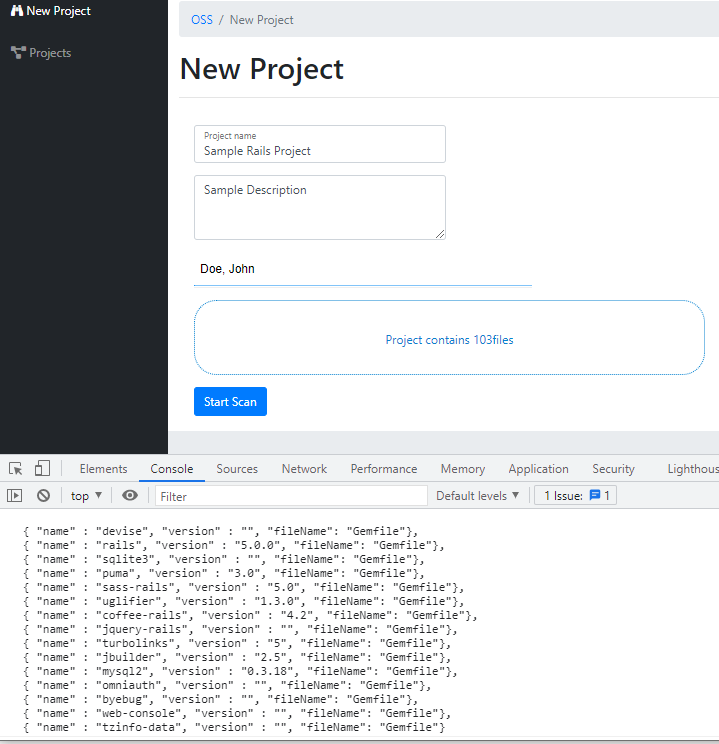 New Project
Projects
OSS / New Project
New Project
Project name
Sample Rails Project
Sample Description
Doe, John
Project contains 103files
Start Scan
Elements Console Sources Network Performance Memory Application Security Lighthous
top ▼ Filter Default levels ▼ 1 Issue: 1
{ "name" : "devise", "version" : "", "fileName": "Gemfile"},
{ "name" : "rails", "version" : "5.0.0", "fileName": "Gemfile"},
{ "name" : "sqlite3", "version" : "", "fileName": "Gemfile"},
{ "name" : "puma", "version" : "3.0", "fileName": "Gemfile"},
{ "name" : "sass-rails", "version" : "5.0", "fileName": "Gemfile"},
{ "name" : "uglifier", "version" : "1.3.0", "fileName": "Gemfile"},
{ "name" : "coffee-rails", "version" : "4.2", "fileName": "Gemfile"},
{ "name" : "jquery-rails", "version" : "", "fileName": "Gemfile"},
{ "name" : "turbolinks", "version" : "5", "fileName": "Gemfile"},
{ "name" : "jbuilder", "version" : "2.5", "fileName": "Gemfile"},
{ "name" : "mysql2", "version" : "0.3.18", "fileName": "Gemfile"},
{ "name" : "omniauth", "version" : "", "fileName": "Gemfile"},
{ "name" : "byebug", "version" : "", "fileName": "Gemfile"},
{ "name" : "web-console", "version" : "", "fileName": "Gemfile"},
{ "name" : "tzinfo-data", "version" : "", "fileName": "Gemfile"}